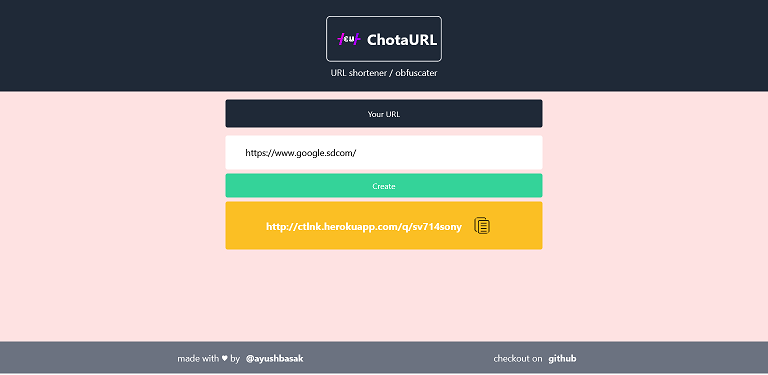 ChotaURL
URL shortener / obfuscater
Your URL
https://www.google.sdcom/
Create
http://ctlnk.herokuapp.com/q/sv714sony
made with ♥ by @ayushbasak
checkout on github